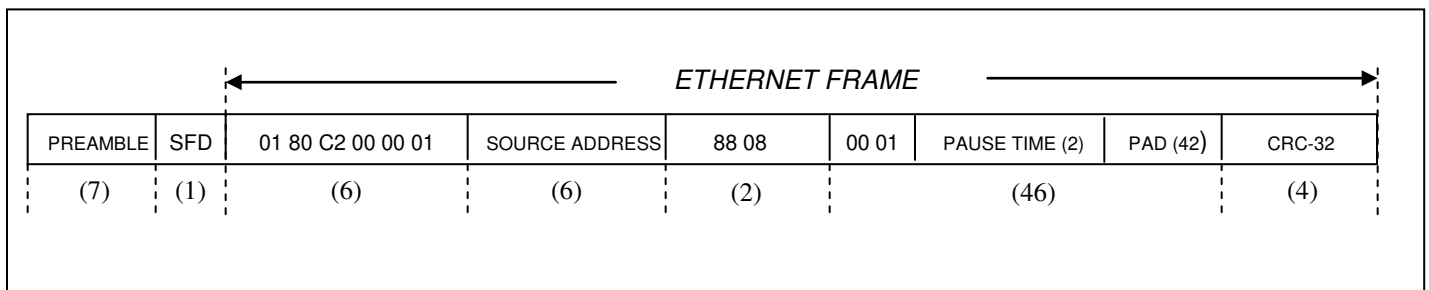 ETHERNET FRAME
PREAMBLE SFD 01 80 C2 00 00 01 SOURCE ADDRESS 88 08 00 01 PAUSE TIME (2) PAD (42) CRC-32
(7) (1) (6) (6) (2) (46) (4)